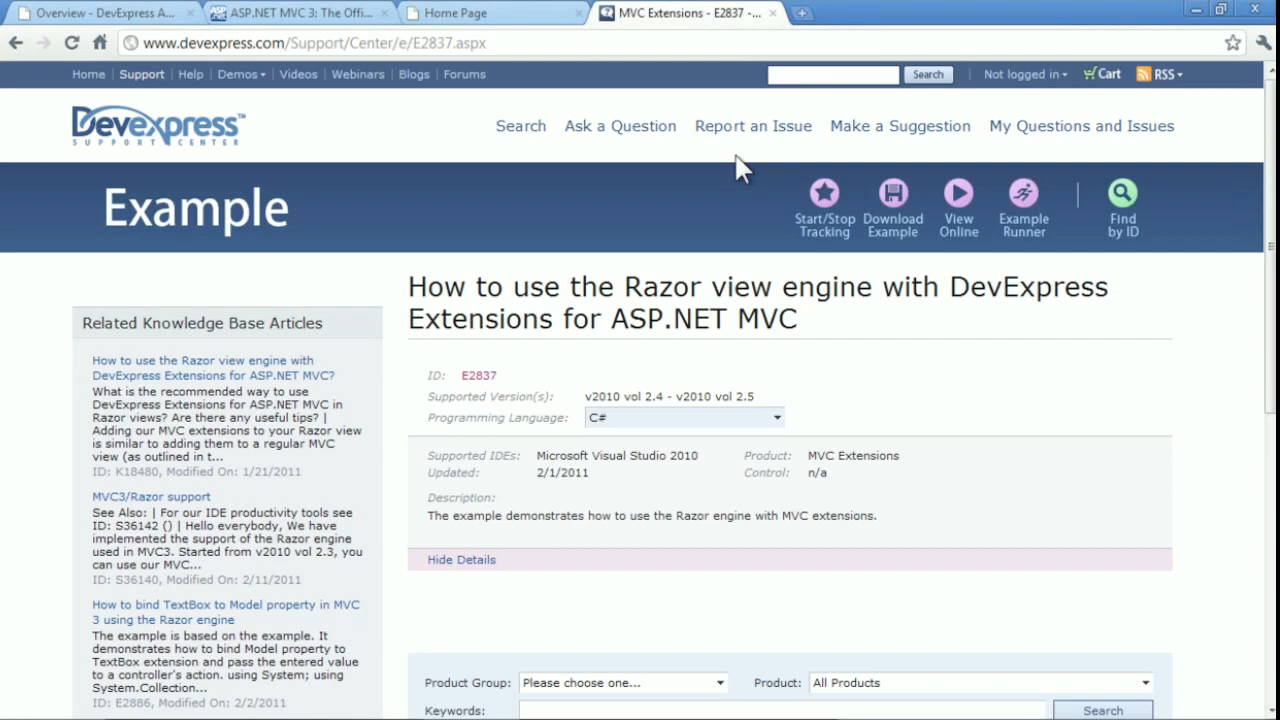 Overview - DevExpress A...
ASP.NET MVC 3: The Offi...
Home Page
MVC Extensions - E2837 -...
www.devexpress.com/Support/Center/e/E2837.aspx
Home | Support | Help | Demos | Videos | Webinars | Blogs | Forums
Search
Not logged in
Cart
RSS
Devexpress™
SUPPORT CENTER
Search Ask a Question Report an Issue Make a Suggestion My Questions and Issues
Example
Start/Stop Tracking
Download Example
View Online
Example Runner
Find by ID
How to use the Razor view engine with DevExpress
Extensions for ASP.NET MVC
ID: E2837
Supported Version(s): v2010 vol 2.4 - v2010 vol 2.5
Programming Language: C#
Supported IDEs: Microsoft Visual Studio 2010 Product: MVC Extensions
Updated: 2/1/2011 Control: n/a
Description:
The example demonstrates how to use the Razor engine with MVC extensions.
Hide Details
Product Group: Please choose one... Product: All Products
Keywords: Search
Related Knowledge Base Articles
How to use the Razor view engine with
DevExpress Extensions for ASP.NET MVC?
What is the recommended way to use
DevExpress Extensions for ASP.NET MVC in
Razor views? Are there any useful tips? |
Adding our MVC extensions to your Razor view
is similar to adding them to a regular MVC
view (as outlined in t...
ID: K18480, Modified On: 1/21/2011
MVC3/Razor support
See Also: | For our IDE productivity tools see
ID: S36142 () | Hello everybody, We have
implemented the support of the Razor engine
used in MVC3. Started from v2010 vol 2.3, you
can use our MVC...
ID: S36140, Modified On: 2/11/2011
How to bind TextBox to Model property in MVC
3 using the Razor engine
The example is based on the example. It
demonstrates how to bind Model property to
TextBox extension and pass the entered value
to a controller's action. using System; using
System.Collection...
ID: E2886, Modified On: 2/2/2011